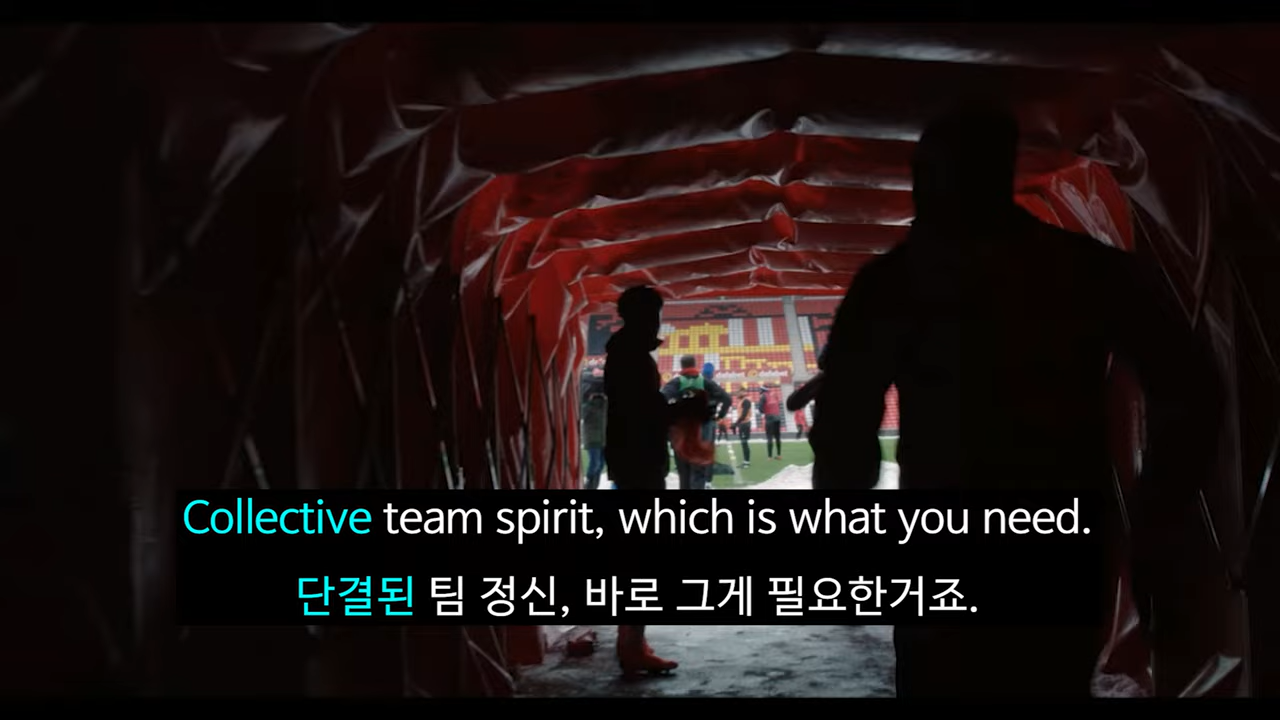 Collective team spirit, which is what you need.
단결된 팀 정신, 바로 그게 필요한거죠.